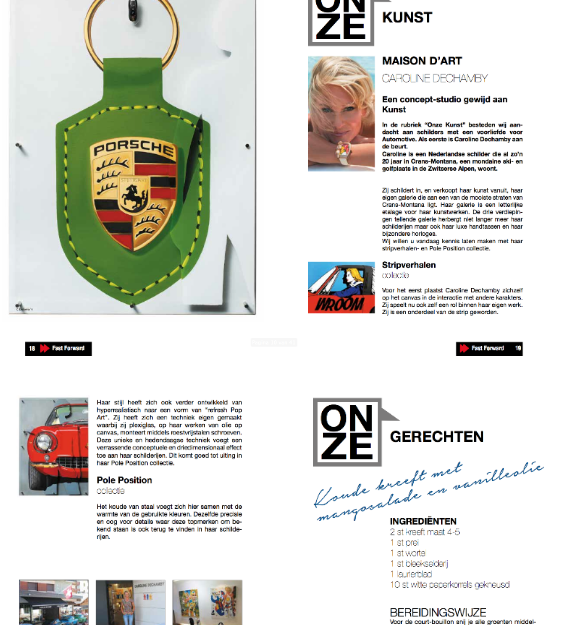 PORSCHE
ONZE
KUNST
MAISON D'ART
CAROLINE DECHAMBY
Een concept-studio gewijd aan
Kunst
In de rubriek "Onze Kunst" besteden wij aan-
dacht aan schilders met een voorliefde voor
Automotive. Als eerste is Caroline Dechamby aan
de beurt.
Caroline is een Nederlandse schilder die al zo'n
20 jaar in Crans-Montana, een mondaine ski- en
golfplaats in de Zwitserse Alpen, woont.
Zij schildert in, en verkoopt haar kunst vanuit, haar
eigen galerie die aan een van de mooiste straten van
Crans-Montana ligt. Haar galerie is een letterlijke
etalage voor haar kunstwerken. De drie verdiepin-
gen tellende galerie herbergt niet langer meer haar
schilderijen maar ook haar luxe handtassen en haar
bijzondere horloges.
Wij willen u vandaag kennis laten maken met haar
stripverhalen- en Pole Position collectie.
WROOM
Stripverhalen
collectie
Voor het eerst plaatst Caroline Dechamby zichzelf
op het canvas in de interactie met andere karakters.
Zij speelt nu ook zelf een rol binnen haar eigen werk.
Zij is een onderdeel van de strip geworden.
18 Fast Forward
Fast Forward 19
Haar stijl heeft zich ook verder ontwikkeld van
hyperrealistisch naar een vorm van "refresh Pop
Art". Zij heeft zich een techniek eigen gemaakt
waarbij zij plexiglas, op haar werken van olie op
canvas, monteert middels roestvrijstalen schroeven.
Deze unieke en hedendaagse techniek voegt een
verrassende conceptuele en driedimensionaal effect
toe aan haar schilderijen. Dit komt goed tot uiting in
haar Pole Position collectie.
Pole Position
collectie
Het koude van staal voegt zich hier samen met de
warmte van de gebruikte kleuren. Dezelfde precisie
en oog voor details waar deze topmerken om be-
kend staan is ook terug te vinden in haar schilde-
rijen.
ON
ZE
GERECHTEN
Koude kreeft met
mangosalade en vanilleolie
INGREDIËNTEN
2 st kreeft maat 4-5
1 st prei
1 st worte
1 st bleekselderij
1 laurierblad
10 st witte peperkorrels gekneusd
BEREIDINGSWIJZE
Voor de court-bouillon snij je alle groenten middel-